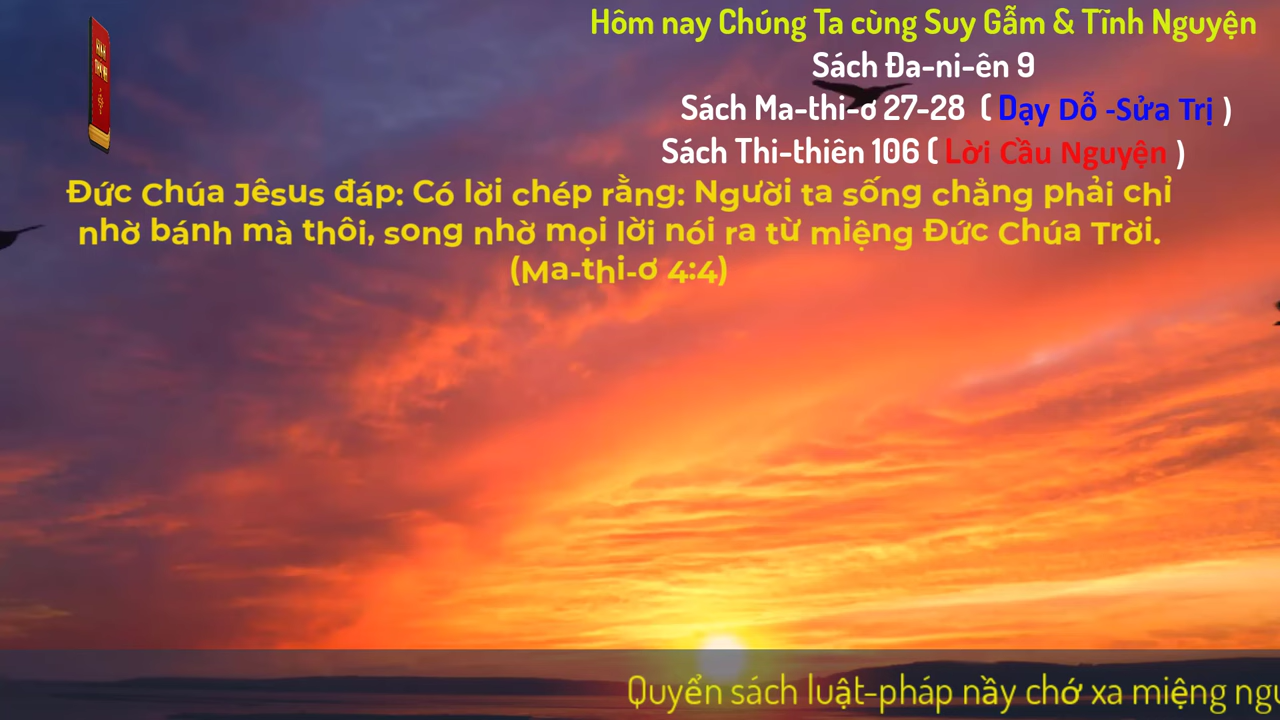 Hôm nay Chúng Ta cùng Suy Gẫm & Tĩnh Nguyện
Sách Đa-ni-ên 9
Sách Ma-thi-ơ 27-28 ( Dạy Dỗ -Sửa Trị )
Sách Thi-thiên 106 ( Lời Cầu Nguyện )
Đức Chúa Jêsus đáp: Có lời chép rằng: Người ta sống chẳng phải chỉ
nhờ bánh mà thôi, song nhờ mọi lời nói ra từ miệng Đức Chúa Trời.
(Ma-thi-ơ 4:4)
Quyển sách luật-pháp nầy chớ xa miệng